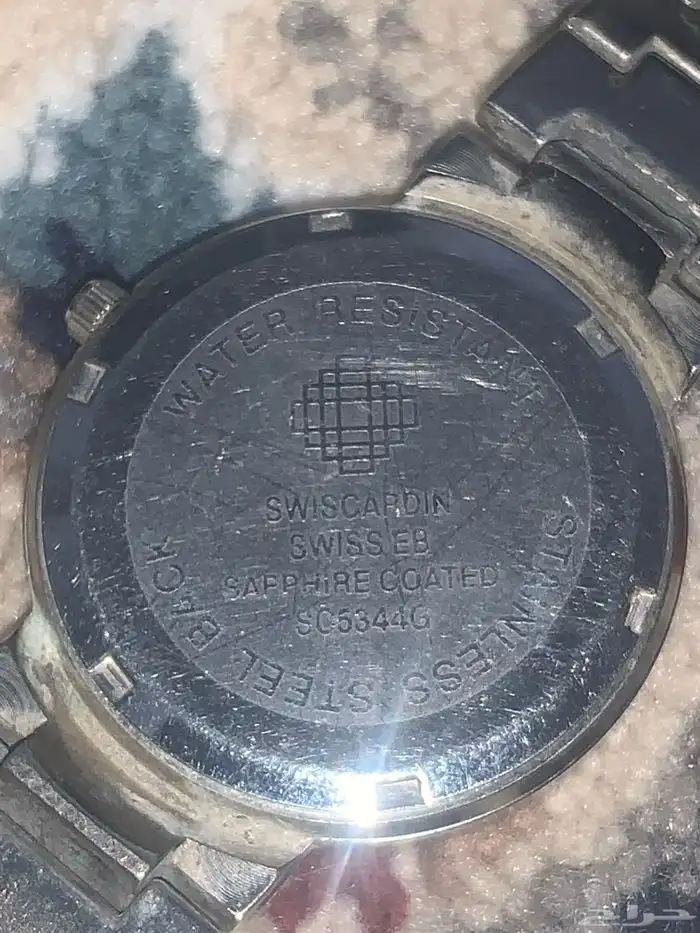 WATER RESISTANT
SWISCARDIN
SWISS EB
SAPPHIRE COATED
SC5344G
STAINLESS STEEL BACK
حراج